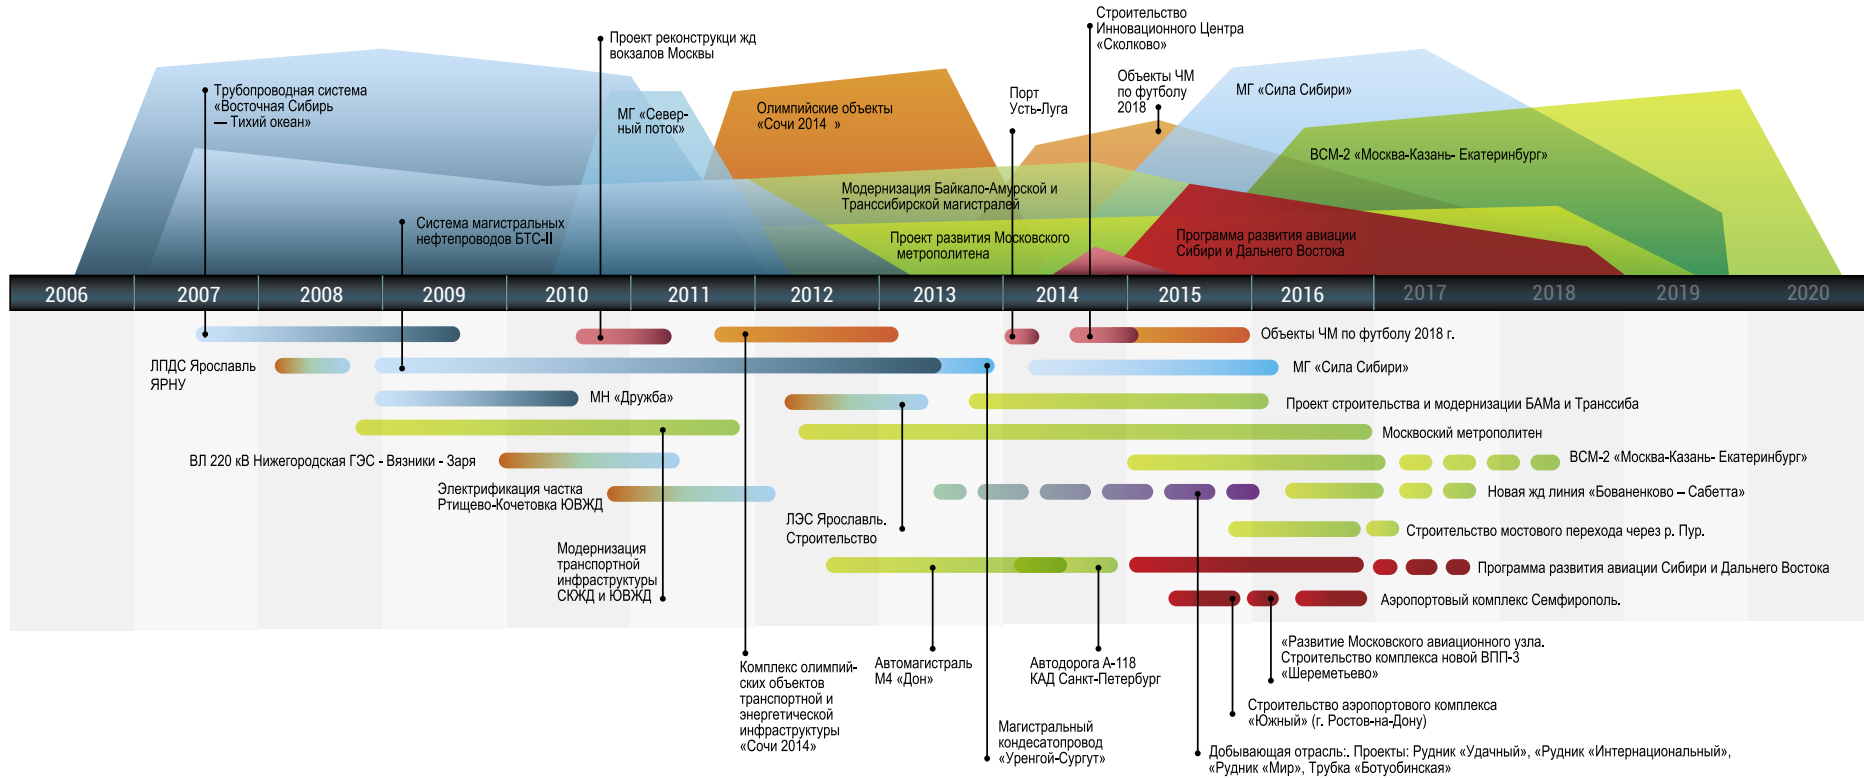 Строительство
Инновационного Центра
«Сколково»
Проект реконструкци жд
вокзалов Москвы
Трубопроводная система
«Восточная Сибирь
— Тихий океан»
МГ «Север-
ный поток»
Олимпийские объекты
«Сочи 2014 »
Порт
Усть-Луга
Объекты ЧМ
по футболу
2018
МГ «Сила Сибири»
ВСМ-2 «Москва-Казань- Екатеринбург»
Модернизация Байкало-Амурской и
Транссибирской магистралей
Система магистральных
нефтепроводов БТС-II
Проект развития Московского
метрополитена
Программа развития авиации
Сибири и Дальнего Востока
2006 2007 2008 2009 2010 2011 2012 2013 2014 2015 2016 2017 2018 2019 2020
Объекты ЧМ по футболу 2018 г.
ЛПДС Ярославль
ЯРНУ
МГ «Сила Сибири»
МН «Дружба»
Проект строительства и модернизации БАМа и Транссиба
Москвоский метрополитен
ВЛ 220 кВ Нижегородская ГЭС - Вязники - Заря
ВСМ-2 «Москва-Казань- Екатеринбург»
Электрификация частка
Ртищево-Кочетовка ЮВЖД
Новая жд линия «Бованенково – Сабетта»
ЛЭС Ярославль.
Строительство
Строительство мостового перехода через р. Пур.
Модернизация
транспортной
инфраструктуры
СКЖД и ЮВЖД
Программа развития авиации Сибири и Дальнего Востока
Аэропортовый комплекс Семфирополь.
Комплекс олимпий-
ских объектов
транспортной и
энергетической
инфраструктуры
«Сочи 2014»
Автомагистраль
М4 «Дон»
Автодорога А-118
КАД Санкт-Петербург
«Развитие Московского авиационного узла.
Строительство комплекса новой ВПП-3
«Шереметьево»
Строительство аэропортового комплекса
«Южный» (г. Ростов-на-Дону)
Магистральный
кондесатопровод
«Уренгой-Сургут»
Добывающая отрасль:. Проекты: Рудник «Удачный», «Рудник «Интернациональный»,
«Рудник «Мир», Трубка «Ботуобинская»